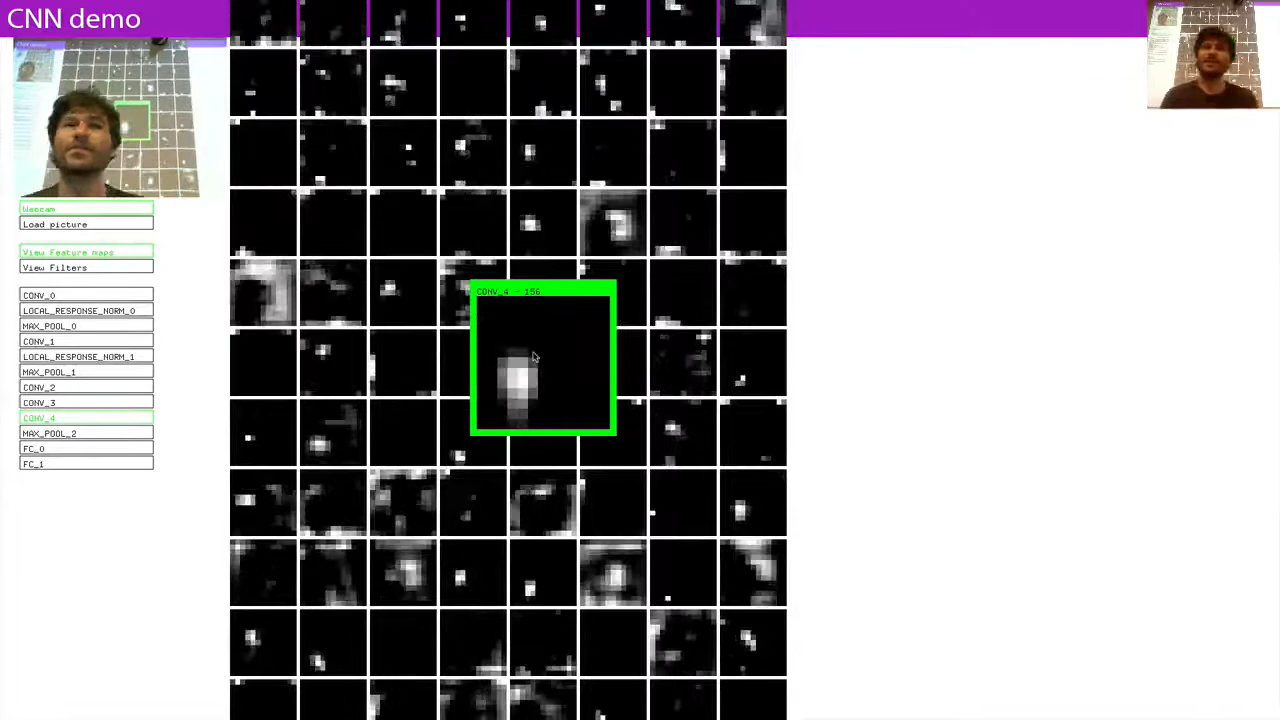 CNN demo
Webcam
Load picture
View Feature maps
View Filters
CONV_0
LOCAL_RESPONSE_NORM_0
MAX_POOL_0
CONV_1
LOCAL_RESPONSE_NORM_1
MAX_POOL_1
CONV_2
CONV_3
CONV_4
MAX_POOL_2
FC_0
FC_1
CONV_4 - 156